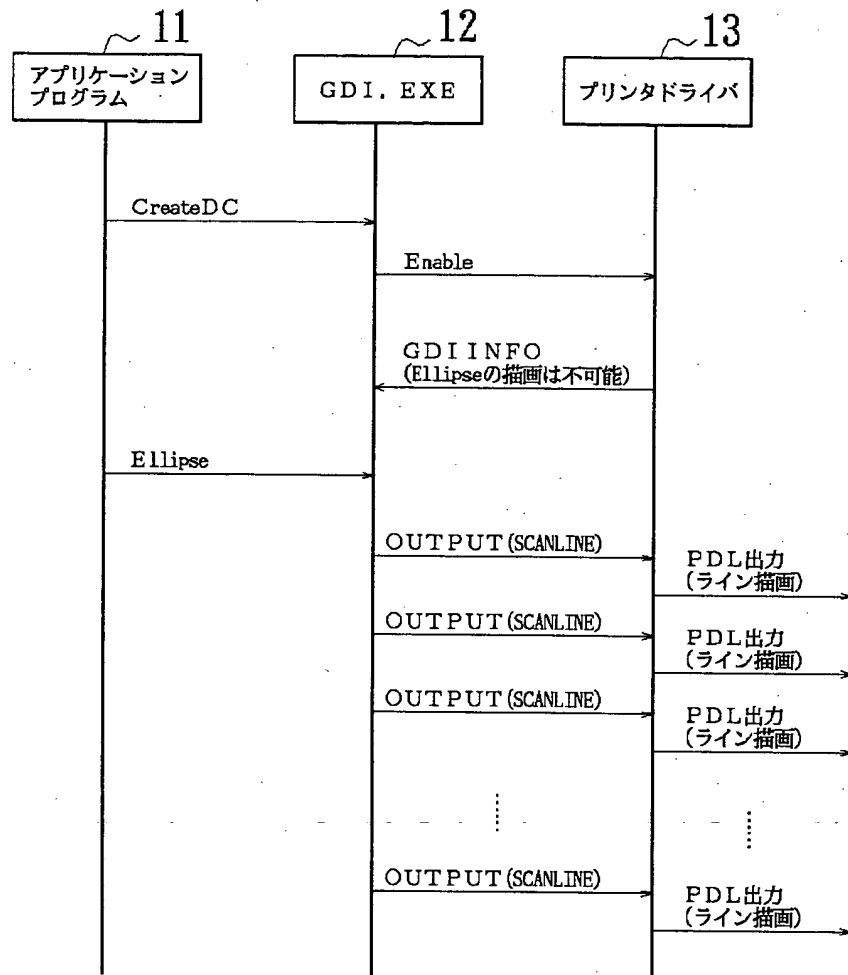 11
12
13
アプリケーション
プログラム
ＧＤＩ．ＥＸＥ
プリンタドライバ
CreateＤＣ
Enable
ＧＤＩＩＮＦＯ
(Ellipseの描画は不可能)
Ellipse
ＯＵＴＰＵＴ(SCANLINE)
ＰＤＬ出力
(ライン描画)
ＯＵＴＰＵＴ(SCANLINE)
ＰＤＬ出力
(ライン描画)
ＯＵＴＰＵＴ(SCANLINE)
ＰＤＬ出力
(ライン描画)
ＯＵＴＰＵＴ(SCANLINE)
ＰＤＬ出力
(ライン描画)